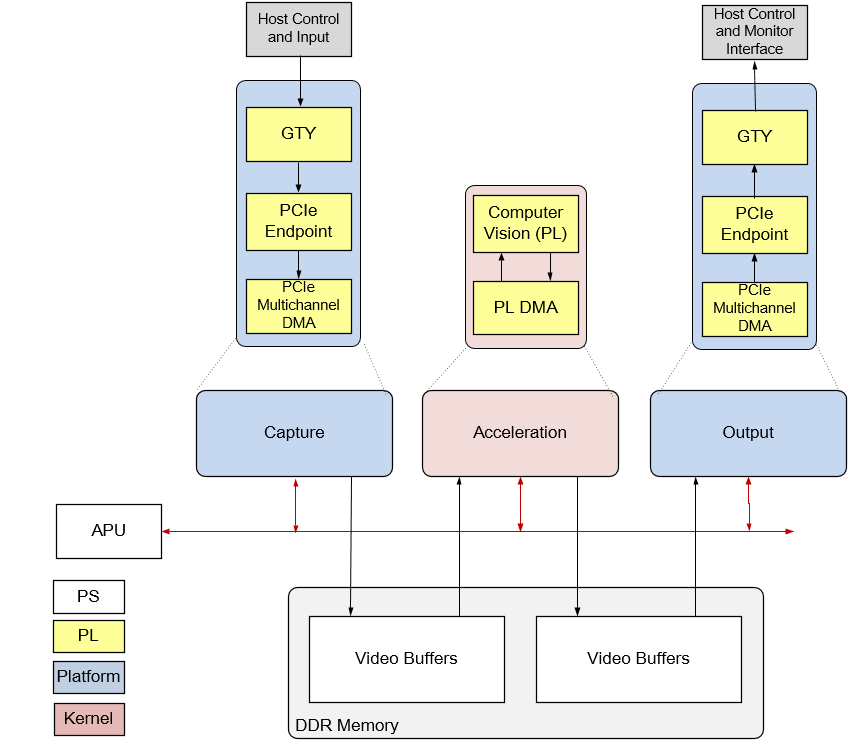 Host Control
and Input
Host Control
and Monitor
Interface
GTY
PCIe
Endpoint
PCIe
Multichannel
DMA
Computer
Vision (PL)
PL DMA
GTY
PCIe
Endpoint
PCIe
Multichannel
DMA
Capture
Acceleration
Output
APU
PS
PL
Platform
Kernel
Video Buffers
Video Buffers
DDR Memory